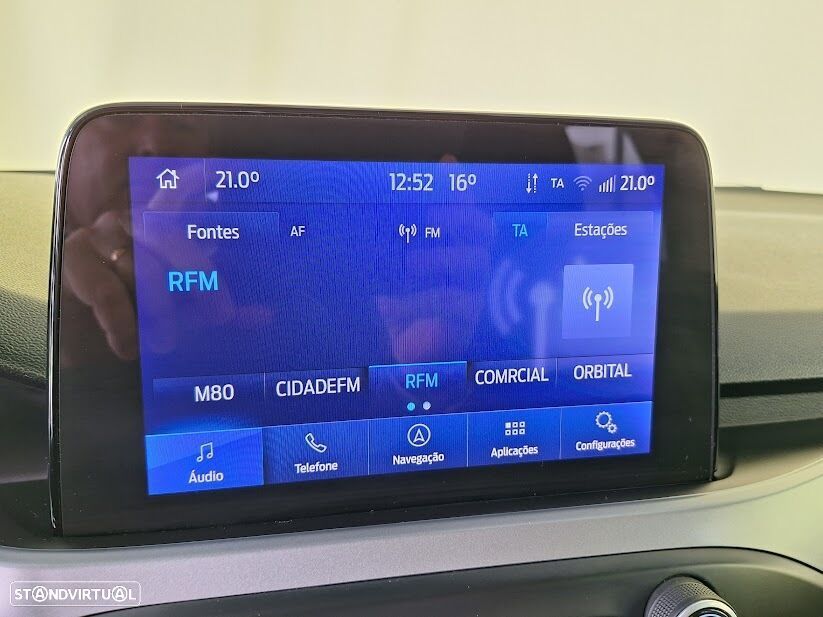 21.0º 12:52 16º TA 21.0º
Fontes AF FM TA Estações
RFM
M80 CIDADEFM RFM COMRCIAL ORBITAL
Áudio Telefone Navegação Aplicações Configurações
STANDVIRTUAL